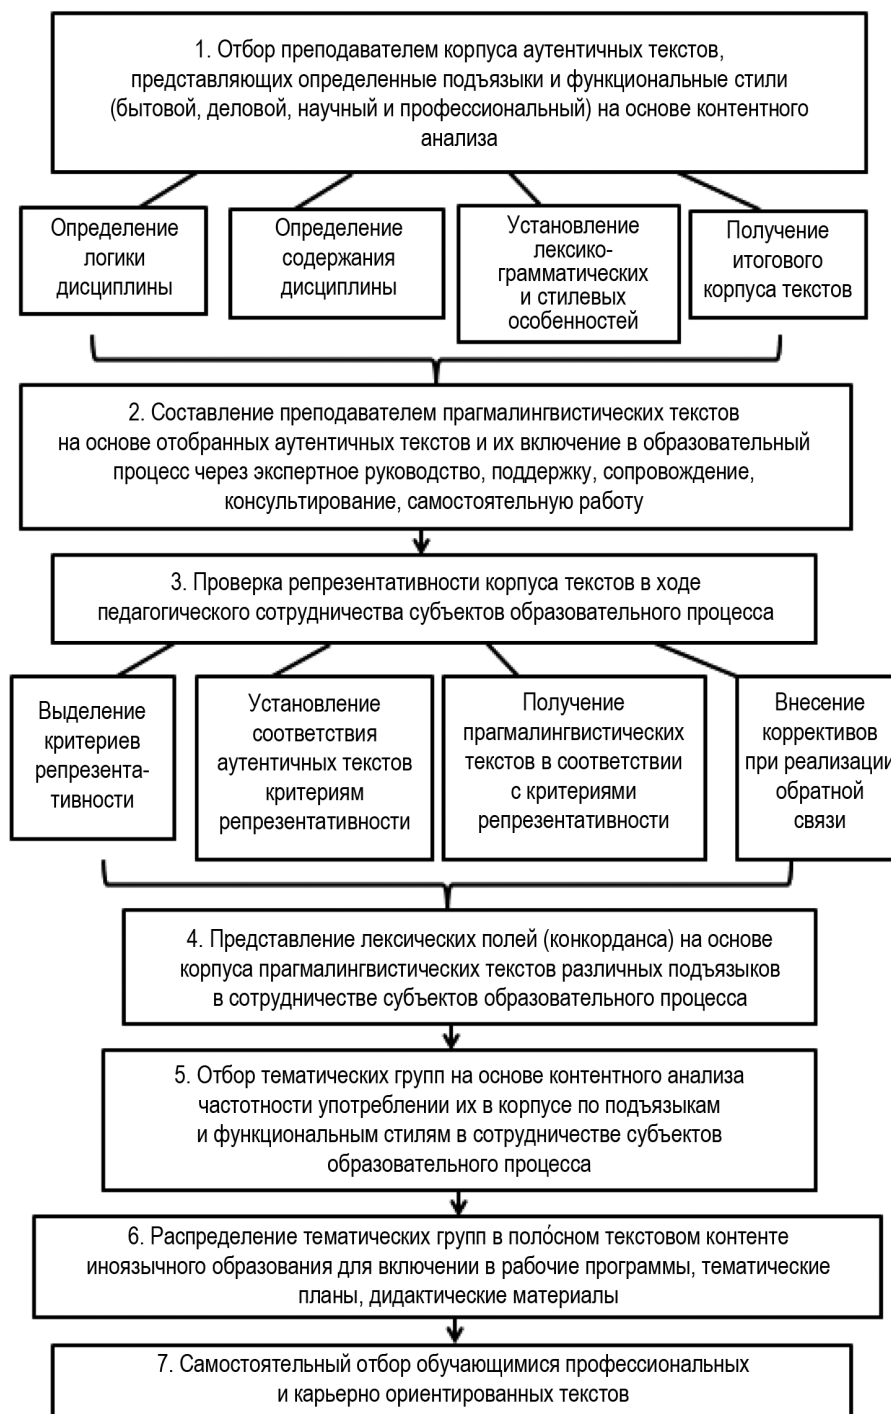 1. Отбор преподавателем корпуса аутентичных текстов,
представляющих определенные подъязыки и функциональные стили
(бытовой, деловой, научный и профессиональный) на основе контентного
анализа
Определение
логики
дисциплины
Определение
содержания
дисциплины
Установление
лексико-
грамматических
и стилевых
особенностей
Получение
итогового
корпуса текстов
2. Составление преподавателем прагмалингвистических текстов
на основе отобранных аутентичных текстов и их включение в образовательный
процесс через экспертное руководство, поддержку, сопровождение,
консультирование, самостоятельную работу
3. Проверка репрезентативности корпуса текстов в ходе
педагогического сотрудничества субъектов образовательного процесса
Выделение
критериев
репрезента-
тивности
Установление
соответствия
аутентичных текстов
критериям
репрезентативности
Получение
прагмалингвистических
текстов в соответствии
с критериями
репрезентативности
Внесение
коррективов
при реализации
обратной
связи
4. Представление лексических полей (конкорданса) на основе
корпуса прагмалингвистических текстов различных подъязыков
в сотрудничестве субъектов образовательного процесса
5. Отбор тематических групп на основе контентного анализа
частотности употреблении их в корпусе по подъязыкам
и функциональным стилям в сотрудничестве субъектов
образовательного процесса
6. Распределение тематических групп в поло́сном текстовом контенте
иноязычного образования для включении в рабочие программы, тематические
планы, дидактические материалы
7. Самостоятельный отбор обучающимися профессиональных
и карьерно ориентированных текстов